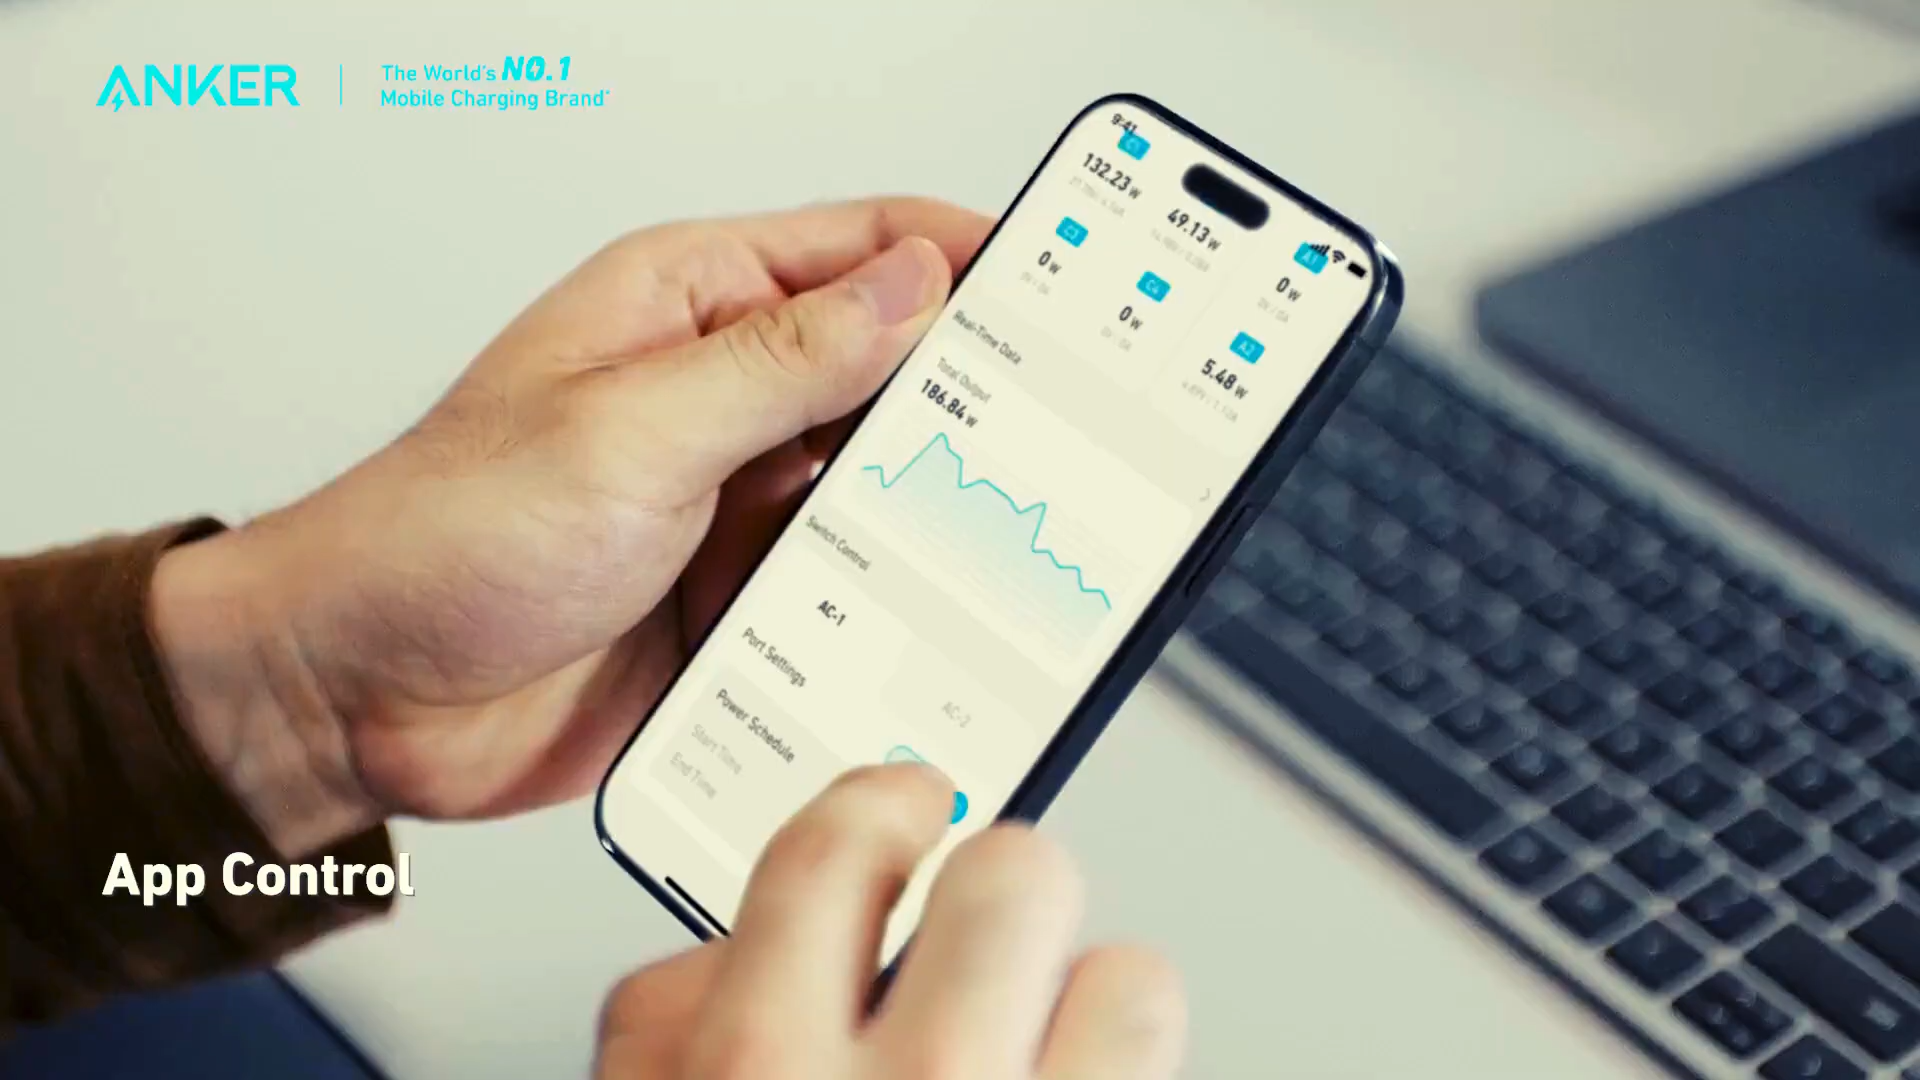 ANKER
The World's NO.1
Mobile Charging Brand*
9:41
C1
132.23 W
49.13 W
A1
0 W
C3
0 W
C4
0 W
A2
5.48 W
Real-Time Data
Total Output
186.84 W
Switch Control
AC-1
AC-2
Port Settings
Power Schedule
Start Time
End Time
App Control